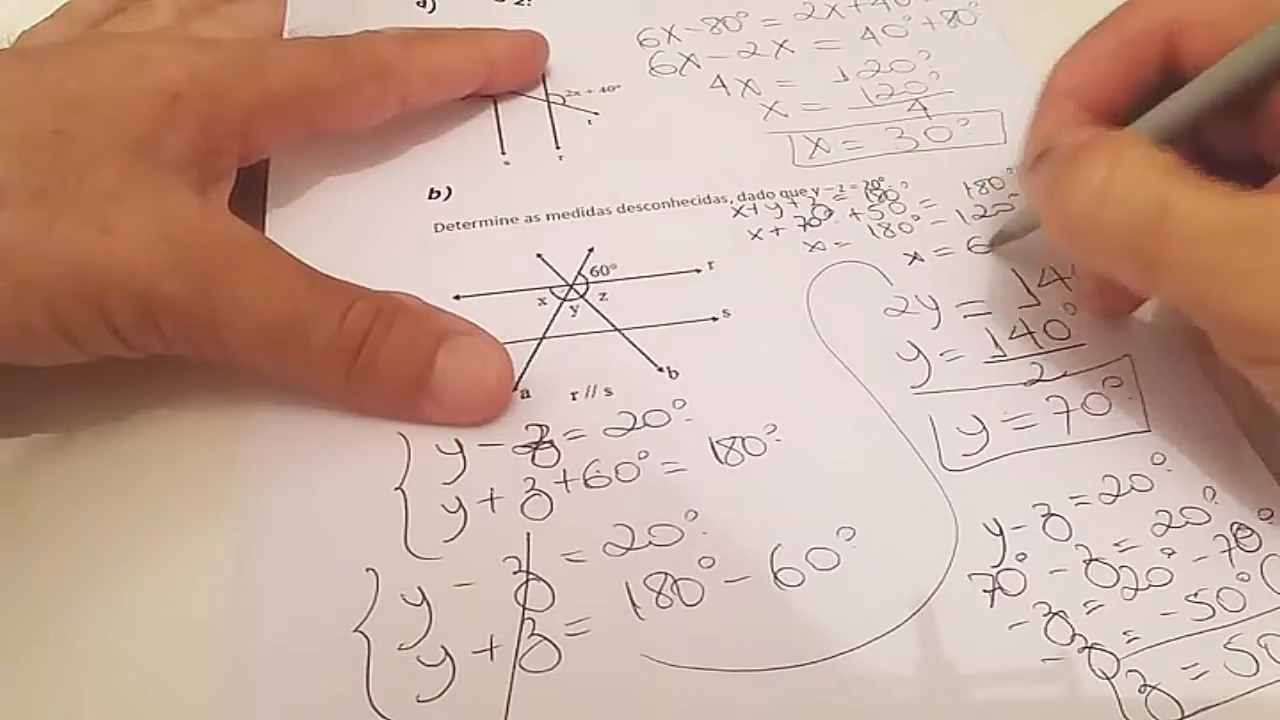 a)
6x-80° = 2x+40°
6x-2x = 40°+80°
4x = 120°
x = 120°
4
x = 30°
2x + 40°
s
r
t
b)
Determine as medidas desconhecidas, dado que y - z = 20°
x+y+z = 180°
x + 70° + 50° = 180°
x = 180° - 120°
x = 6
60°
r
x
y
z
s
a
b
r // s
2y = 14
y = 140°
2
y = 70°
y - z = 20°
y + z + 60° = 180°
y - z = 20°
y + z = 180° - 60°
y - z = 20°
70° - z = 20°
-z = 20° - 70°
-z = -50°
z = 50